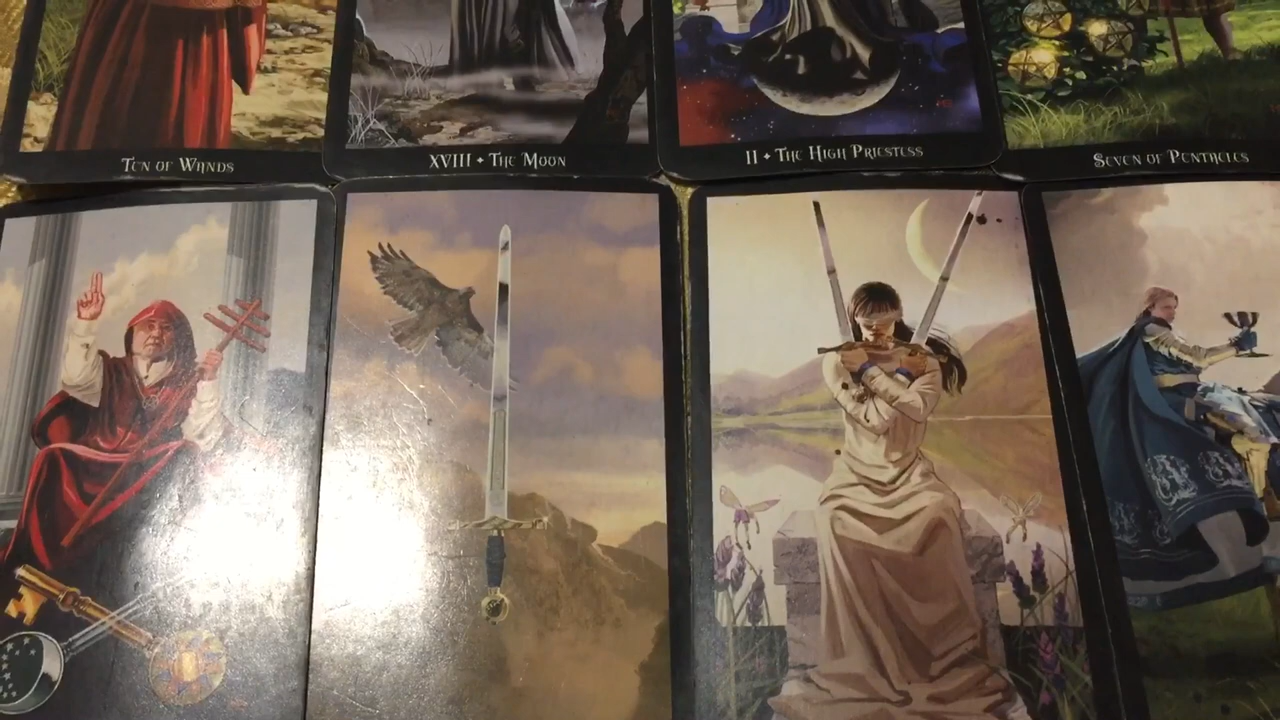 TEN OF WANDS
XVIII • THE MOON
II • THE HIGH PRIESTESS
SEVEN OF PENTACLES